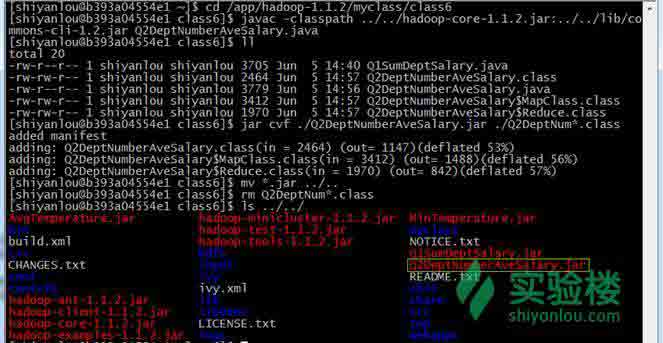 [shiyanlou@b393a04554e1 class6]$ cd /app/hadoop-1.1.2/myclass/class6
[shiyanlou@b393a04554e1 class6]$ javac -classpath ../../hadoop-core-1.1.2.jar:../../lib/co
mmons-cli-1.2.jar Q2DeptNumberAveSalary.java
[shiyanlou@b393a04554e1 class6]$ ll
total 20
-rw-r--r-- 1 shiyanlou shiyanlou 3705 Jun  5 14:40 Q1SumDeptSalary.java
-rw-r--r-- 1 shiyanlou shiyanlou 2464 Jun  5 14:57 Q2DeptNumberAveSalary.class
-rw-r--r-- 1 shiyanlou shiyanlou 3779 Jun  5 14:56 Q2DeptNumberAveSalary.java
-rw-r--r-- 1 shiyanlou shiyanlou 3412 Jun  5 14:57 Q2DeptNumberAveSalary$MapClass.class
-rw-r--r-- 1 shiyanlou shiyanlou 1970 Jun  5 14:57 Q2DeptNumberAveSalary$Reduce.class
[shiyanlou@b393a04554e1 class6]$ jar cvf ./Q2DeptNumberAveSalary.jar ./Q2DeptNum*.class
added manifest
adding: Q2DeptNumberAveSalary.class(in = 2464) (out= 1147)(deflated 53%)
adding: Q2DeptNumberAveSalary$MapClass.class(in = 3412) (out= 1488)(deflated 56%)
adding: Q2DeptNumberAveSalary$Reduce.class(in = 1970) (out= 842)(deflated 57%)
[shiyanlou@b393a04554e1 class6]$ mv *.jar ../..
[shiyanlou@b393a04554e1 class6]$ rm Q2DeptNum*.class
[shiyanlou@b393a04554e1 class6]$ ls ../../
AvgTemperature.jar hadoop-minicluster-1.1.2.jar MinTemperature.jar
bin hadoop-test-1.1.2.jar myclass
build.xml hadoop-tools-1.1.2.jar NOTICE.txt
Q1SumDeptSalary.jar
CHANGES.txt input Q2DeptNumberAveSalary.jar
README.txt
ivy.xml
hadoop-ant-1.1.2.jar lib share
hadoop-client-1.1.2.jar libexec src
hadoop-core-1.1.2.jar LICENSE.txt
hadoop-examples-1.1.2.jar logs webapps
实验楼
shiyanlou.com